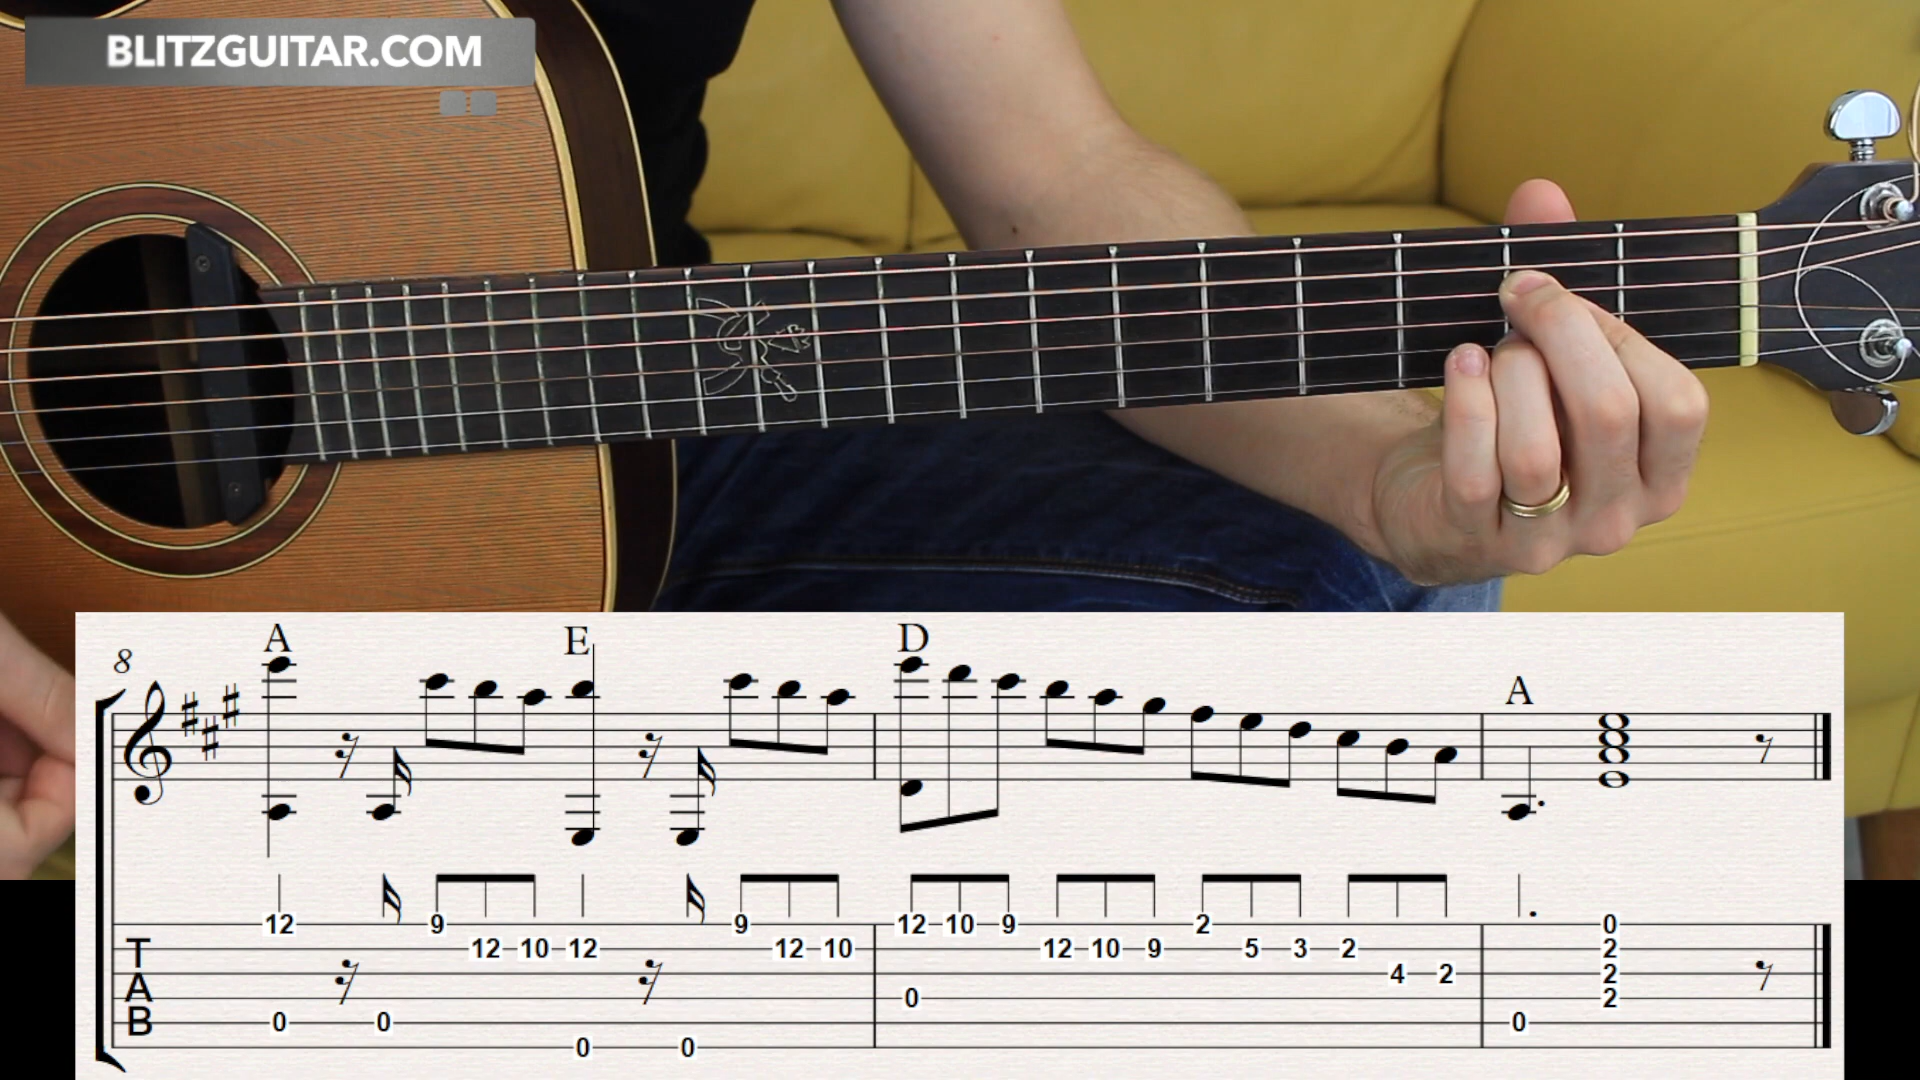 BLITZGUITAR.COM
A E D
8 A
12 9 9 12 10 9 2 0
T 12 10 12 12 10 12 10 9 5 3 2 2
A 4 2 2
0 2
B 0 0 0
0 0